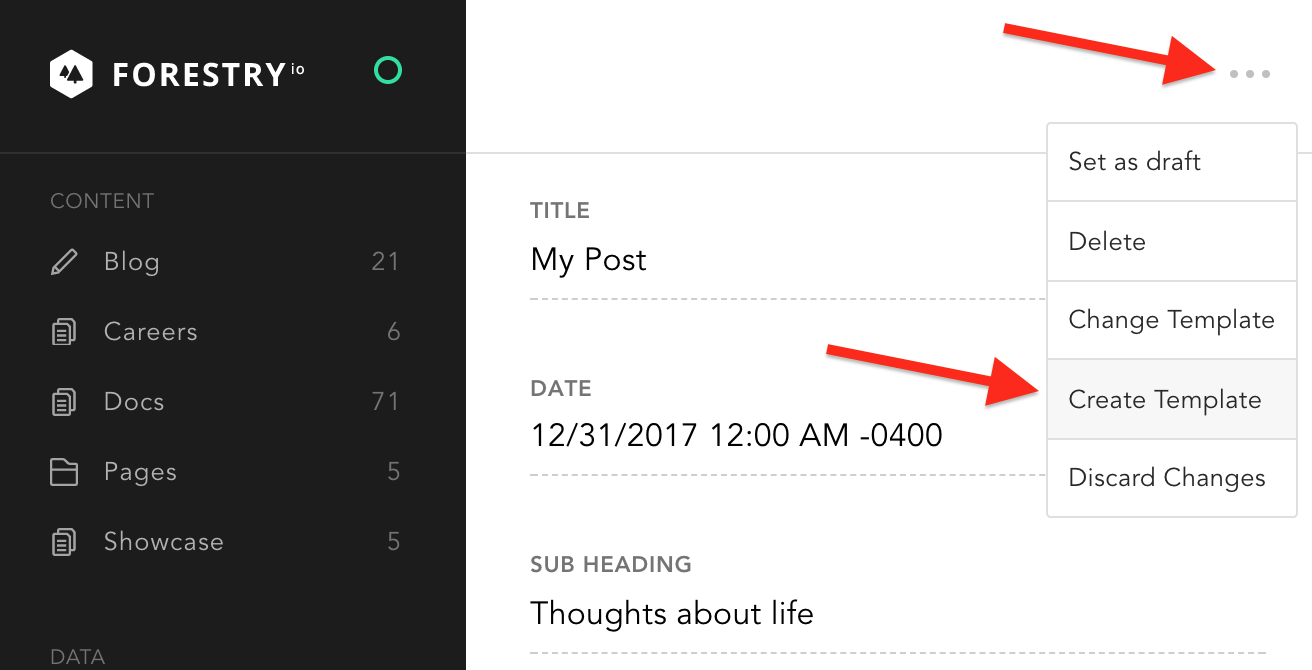 FORESTRY io
CONTENT
Blog 21
Careers 6
Docs 71
Pages 5
Showcase 5
DATA
TITLE
My Post
DATE
12/31/2017 12:00 AM -0400
SUB HEADING
Thoughts about life
Set as draft
Delete
Change Template
Create Template
Discard Changes